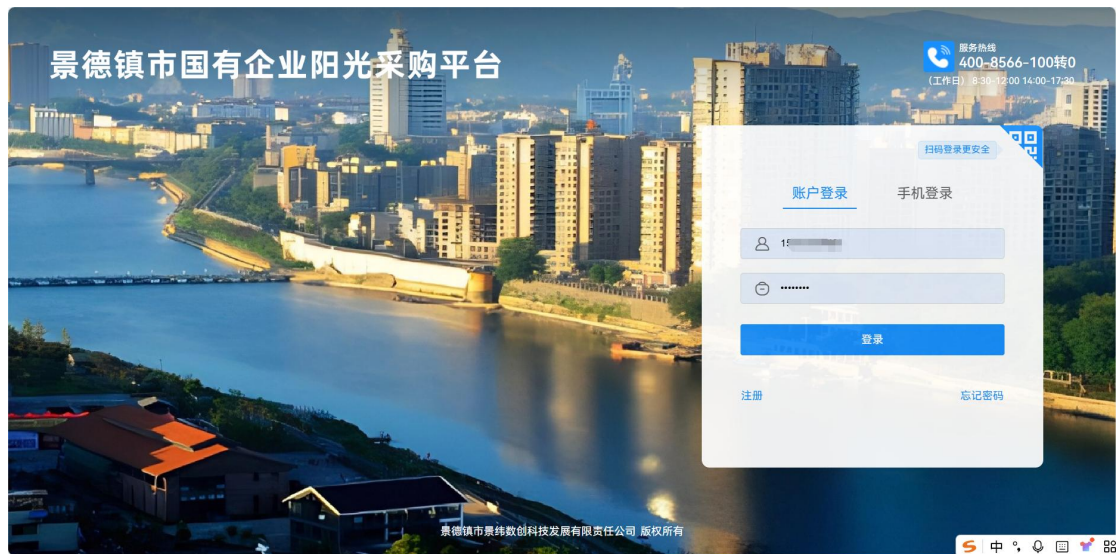 景德镇市国有企业阳光采购平台
服务热线
400-8566-100转0
（工作日） 8:30-12:00 14:00-17:30
扫码登录更安全
账户登录
手机登录
15
••••••••
登录
注册
忘记密码
景德镇市景纬数创科技发展有限责任公司 版权所有
中